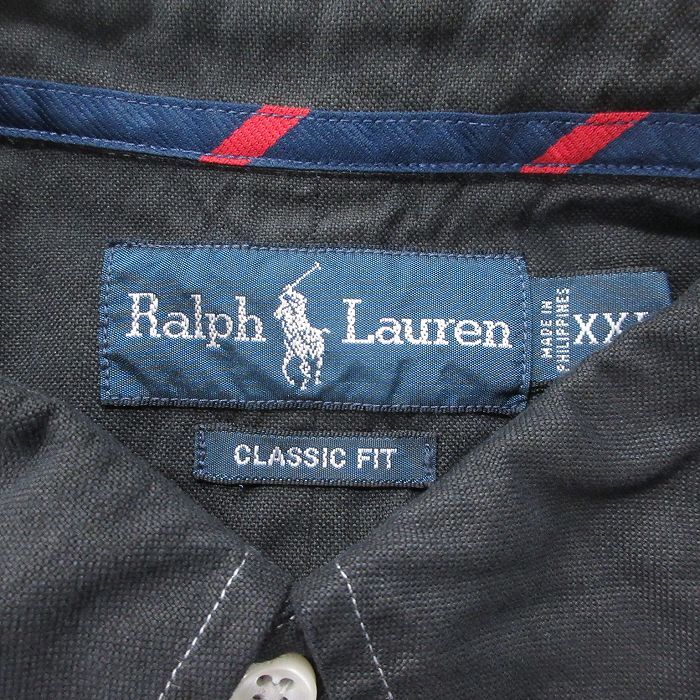 Ralph Lauren
MADE IN
PHILIPPINES
XXL
CLASSIC FIT